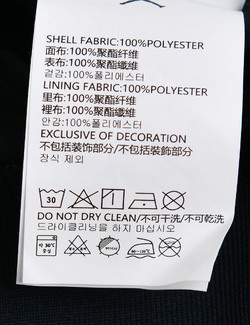 SHELL FABRIC:100%POLYESTER
面布:100%聚酯纤维
表布:100%聚酯纖維
겉감:100%폴리에스터
LINING FABRIC:100%POLYESTER
里布:100%聚酯纤维
裡布:100%聚酯纖維
안감:100%폴리에스터
EXCLUSIVE OF DECORATION
不包括装饰部分/不包括裝飾部分
장식 제외
30
DO NOT DRY CLEAN/不可干洗/不可乾洗
드라이클리닝을 하지 마십시오
약 30℃
중성